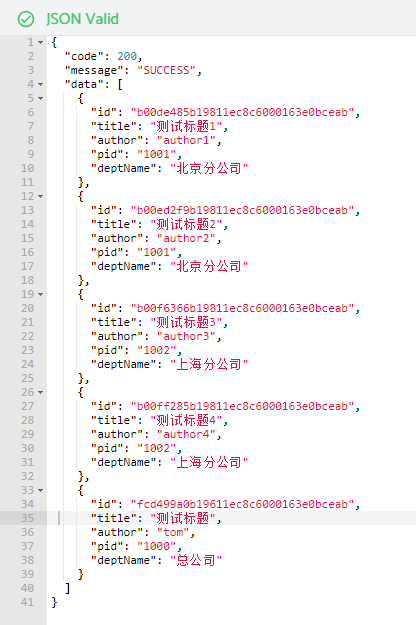 JSON Valid
1 {
2 "code": 200,
3 "message": "SUCCESS",
4 "data": [
5 {
6 "id": "b00de485b19811ec8c6000163e0bceab",
7 "title": "测试标题1",
8 "author": "author1",
9 "pid": "1001",
10 "deptName": "北京分公司"
11 },
12 {
13 "id": "b00ed2f9b19811ec8c6000163e0bceab",
14 "title": "测试标题2",
15 "author": "author2",
16 "pid": "1001",
17 "deptName": "北京分公司"
18 },
19 {
20 "id": "b00f6366b19811ec8c6000163e0bceab",
21 "title": "测试标题3",
22 "author": "author3",
23 "pid": "1002",
24 "deptName": "上海分公司"
25 },
26 {
27 "id": "b00ff285b19811ec8c6000163e0bceab",
28 "title": "测试标题4",
29 "author": "author4",
30 "pid": "1002",
31 "deptName": "上海分公司"
32 },
33 {
34 "id": "fcd499a0b19611ec8c6000163e0bceab",
35 "title": "测试标题",
36 "author": "tom",
37 "pid": "1000",
38 "deptName": "总公司"
39 }
40 ]
41 }